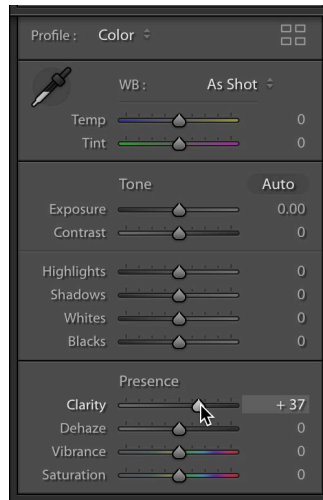 Profile : Color
WB : As Shot
Temp 0
Tint 0
Tone Auto
Exposure 0.00
Contrast 0
Highlights 0
Shadows 0
Whites 0
Blacks 0
Presence
Clarity + 37
Dehaze 0
Vibrance 0
Saturation 0